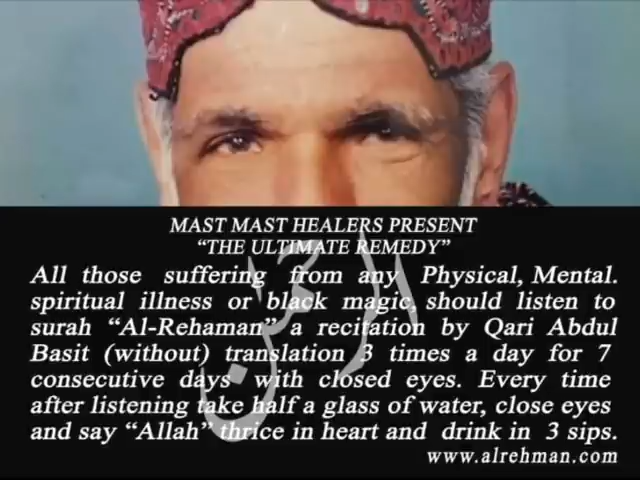 MAST MAST HEALERS PRESENT
“THE ULTIMATE REMEDY”
All those suffering from any Physical, Mental.
spiritual illness or black magic, should listen to
surah “Al-Rehaman” a recitation by Qari Abdul
Basit (without) translation 3 times a day for 7
consecutive days with closed eyes. Every time
after listening take half a glass of water, close eyes
and say “Allah” thrice in heart and drink in 3 sips.
www.alrehman.com
الرحمن